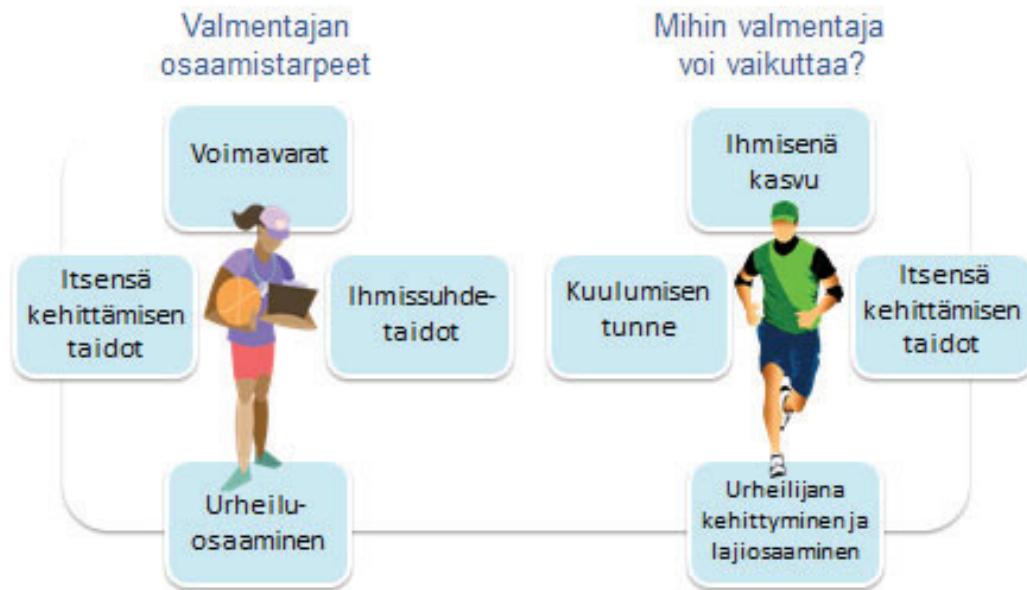 Valmentajan
osaamistarpeet
Voimavarat
Itsensä
kehittämisen
taidot
Ihmissuhde-
taidot
Urheilu-
osaaminen
Mihin valmentaja
voi vaikuttaa?
Ihmisenä
kasvu
Kuulumisen
tunne
Itsensä
kehittämisen
taidot
Urheilijana
kehittyminen ja
lajiosaaminen